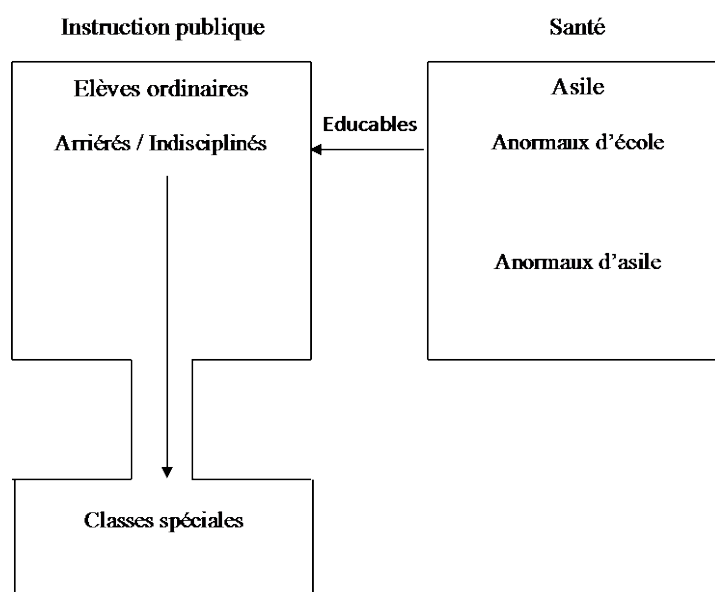 Instruction publique
Santé
Elèves ordinaires
Asile
Arriérés / Indisciplinés
Educables
Anormaux d'école
Anormaux d'asile
Classes spéciales